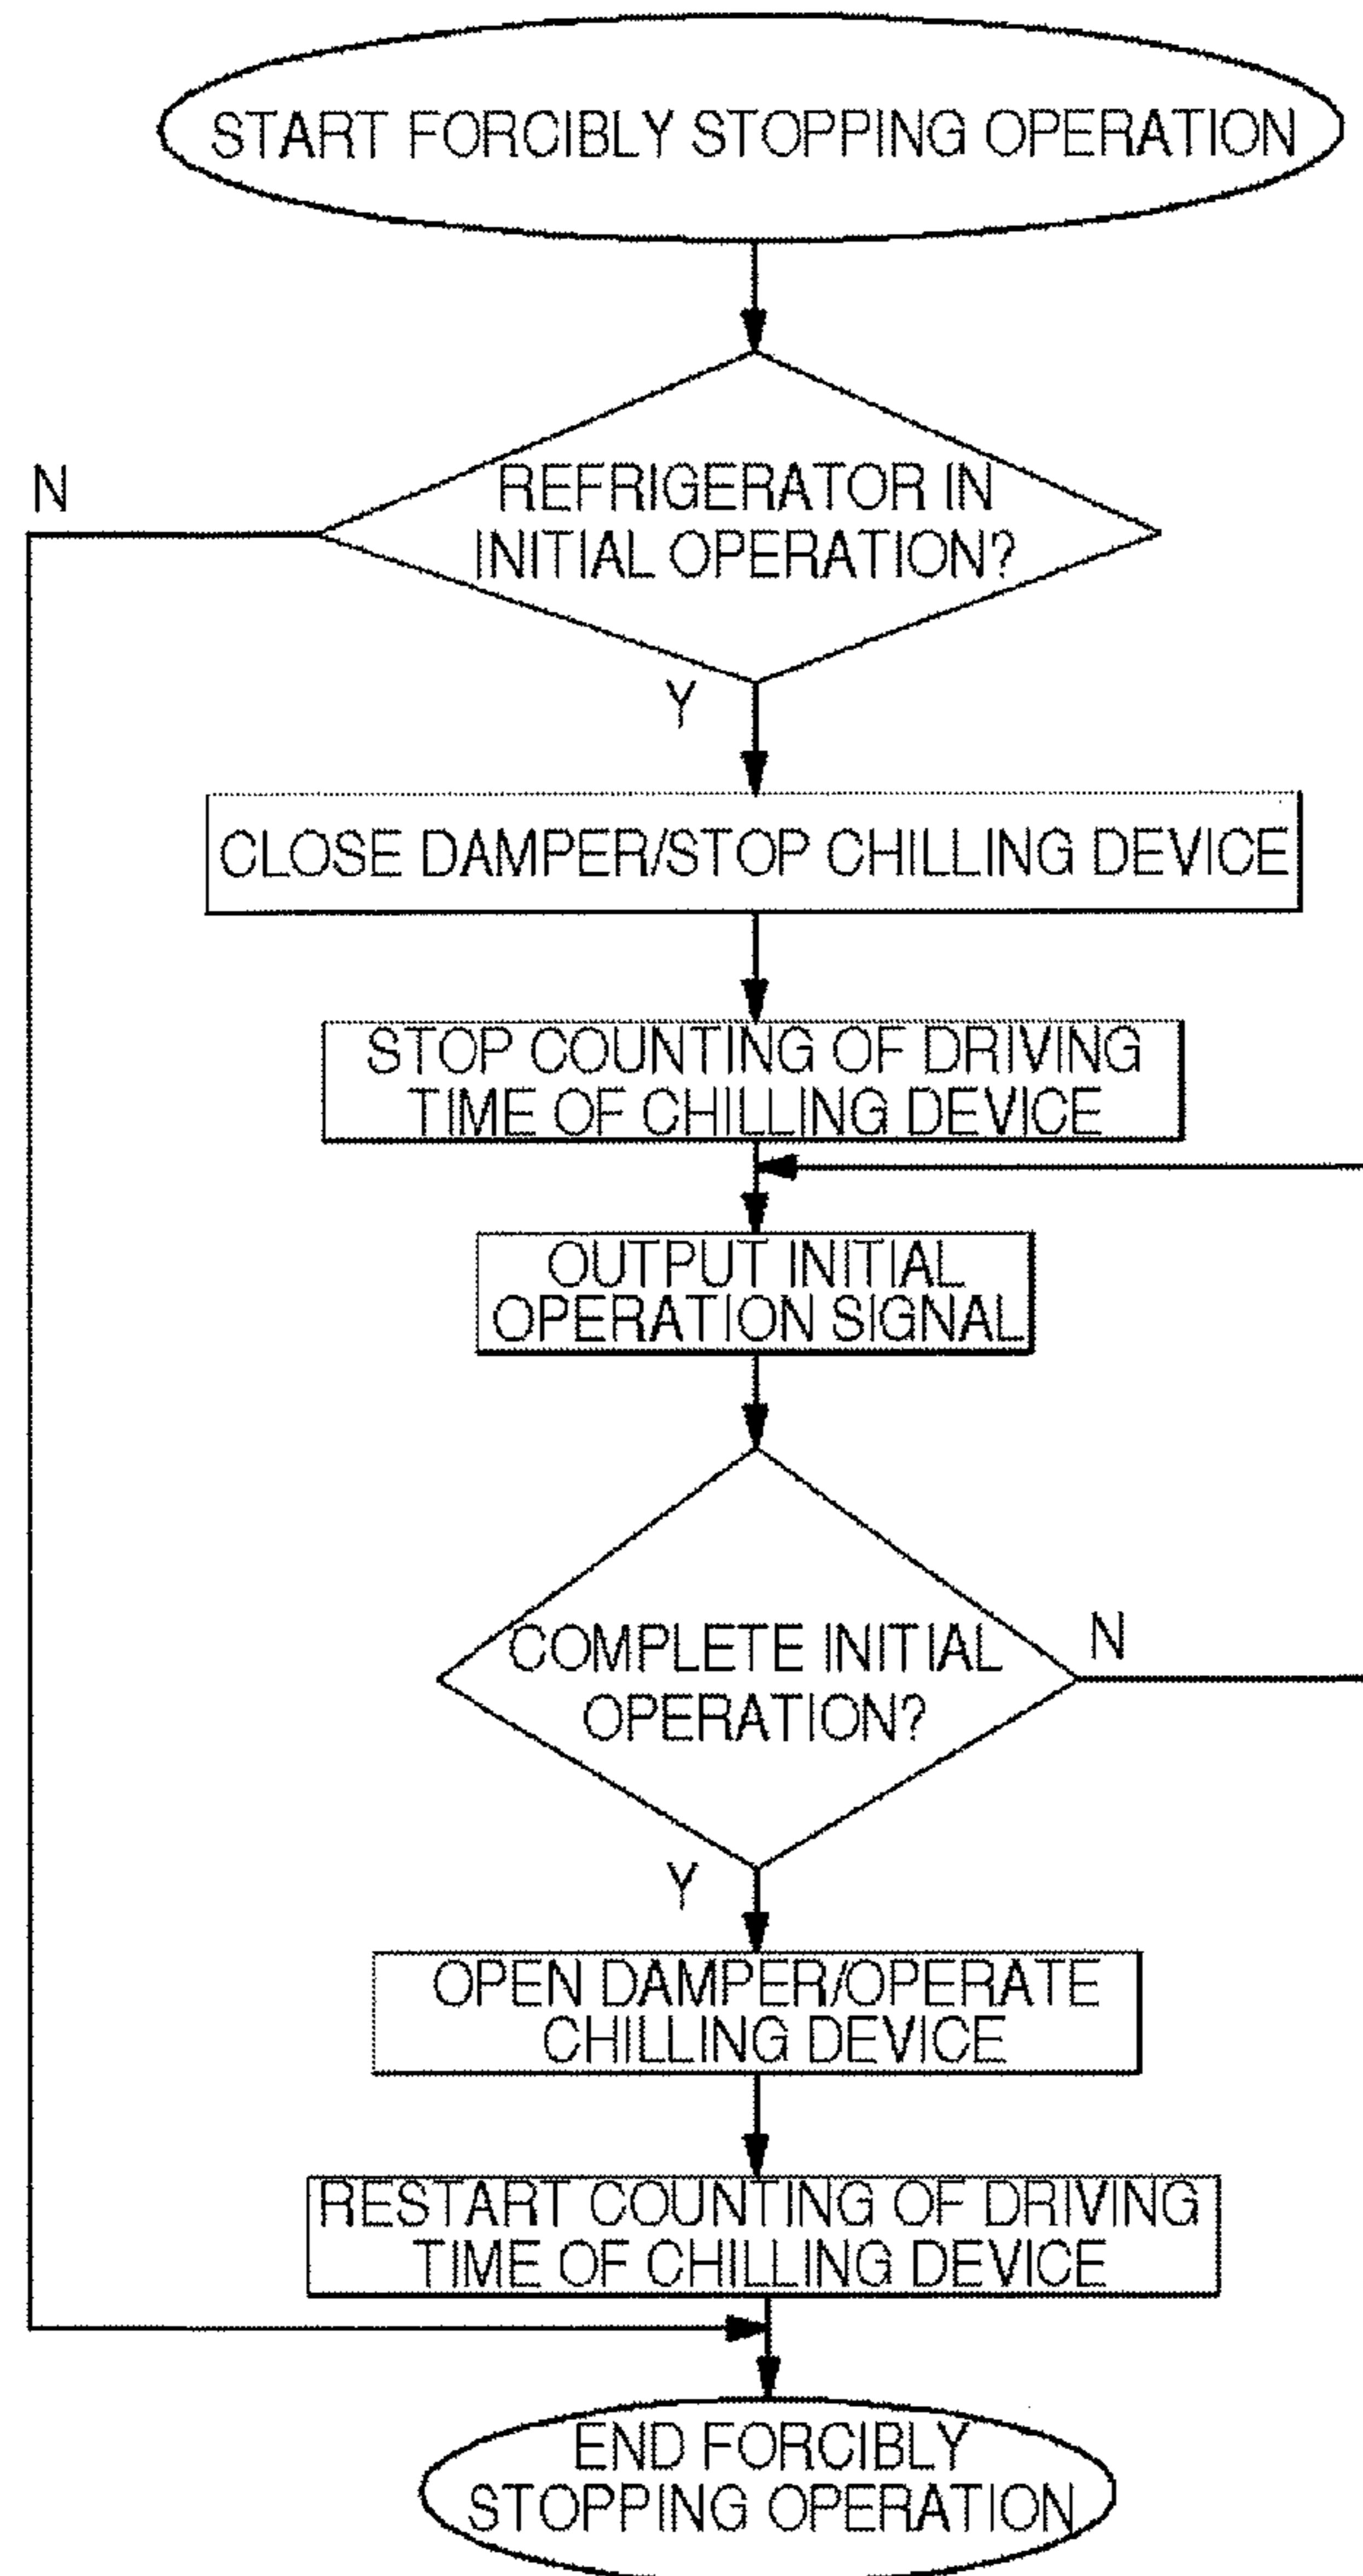 START FORCIBLY STOPPING OPERATION
N
REFRIGERATOR IN
INITIAL OPERATION?
Y
CLOSE DAMPER/STOP CHILLING DEVICE
STOP COUNTING OF DRIVING
TIME OF CHILLING DEVICE
OUTPUT INITIAL
OPERATION SIGNAL
COMPLETE INITIAL
OPERATION?
N
Y
OPEN DAMPER/OPERATE
CHILLING DEVICE
RESTART COUNTING OF DRIVING
TIME OF CHILLING DEVICE
END FORCIBLY
STOPPING OPERATION